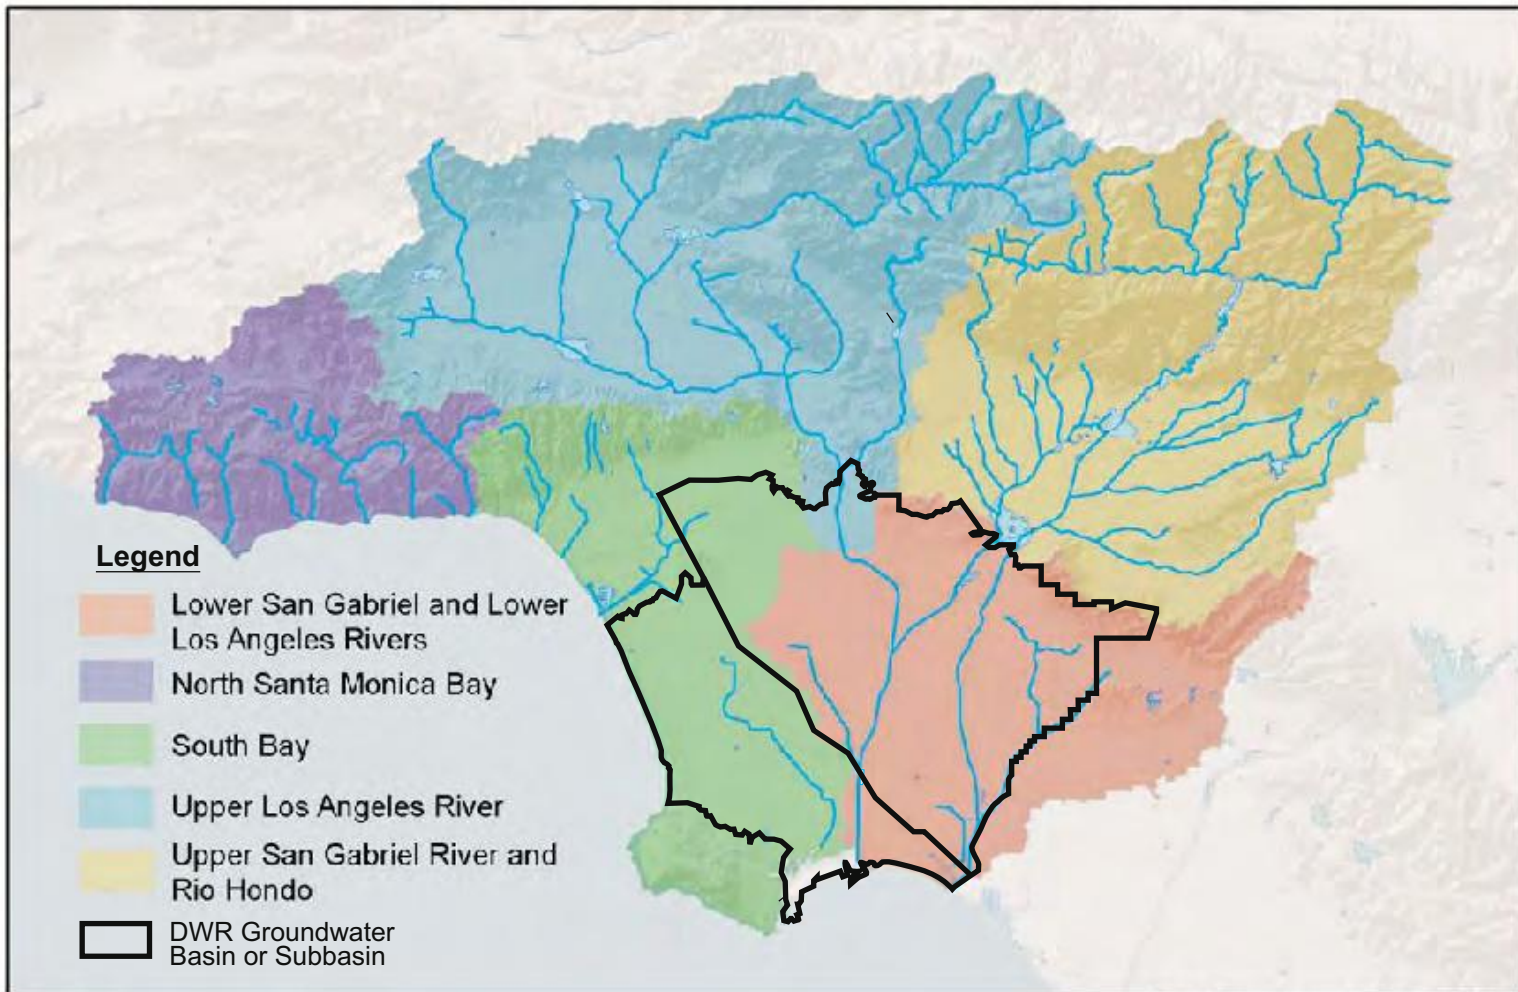 Legend
Lower San Gabriel and Lower
Los Angeles Rivers
North Santa Monica Bay
South Bay
Upper Los Angeles River
Upper San Gabriel River and
Rio Hondo
DWR Groundwater
Basin or Subbasin